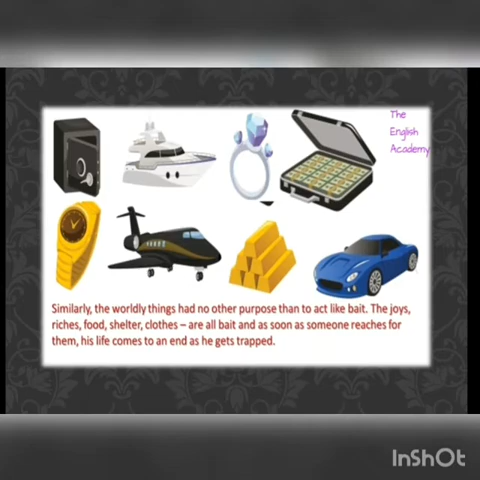 The
English
Academy
Similarly, the worldly things had no other purpose than to act like bait. The joys,
riches, food, shelter, clothes – are all bait and as soon as someone reaches for
them, his life comes to an end as he gets trapped.
InShOt